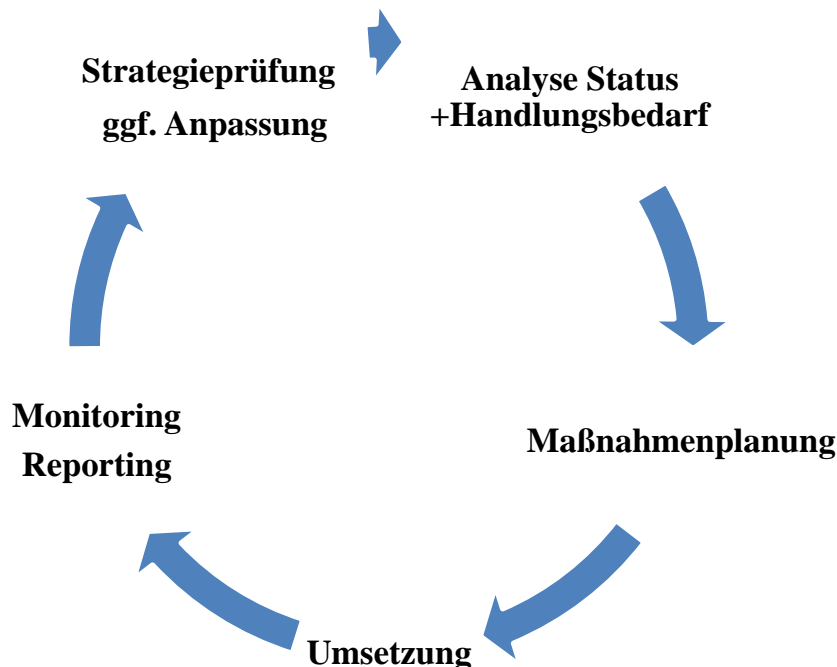 Strategieprüfung
ggf. Anpassung
Analyse Status
+Handlungsbedarf
Maßnahmenplanung
Umsetzung
Monitoring
Reporting